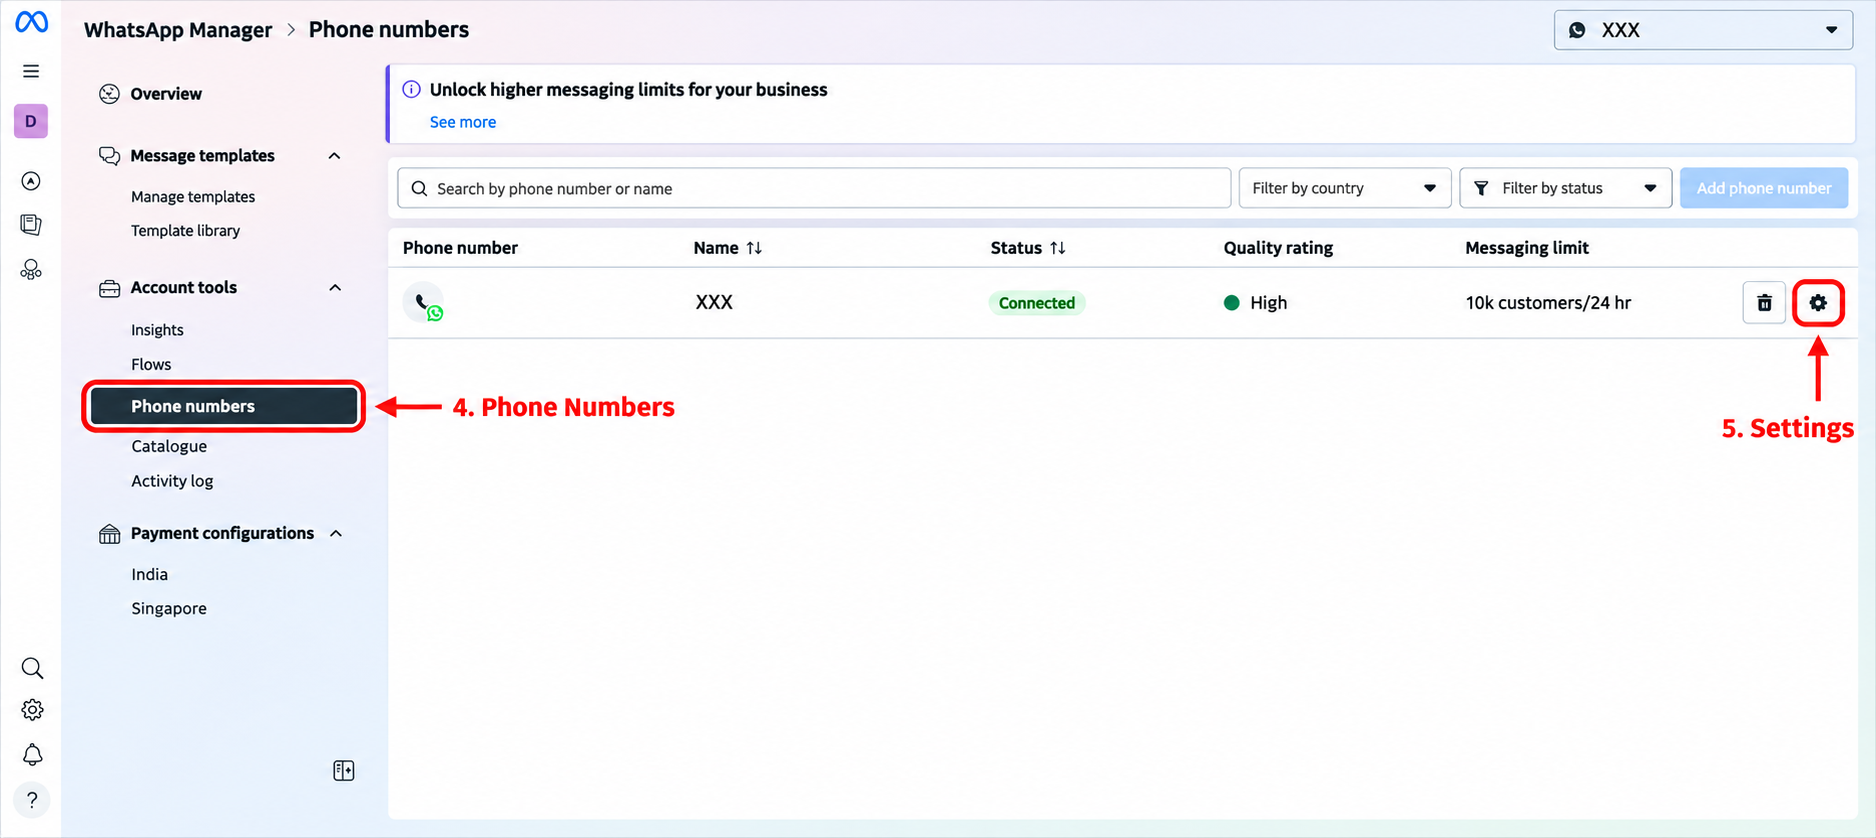 WhatsApp Manager > Phone numbers
XXX
D
Overview
Message templates
Manage templates
Template library
Account tools
Insights
Flows
Phone numbers
Catalogue
Activity log
Payment configurations
India
Singapore
?
Unlock higher messaging limits for your business
See more
Search by phone number or name
Filter by country
Filter by status
Add phone number
Phone number Name Status Quality rating Messaging limit
XXX Connected High 10k customers/24 hr
4. Phone Numbers
5. Settings